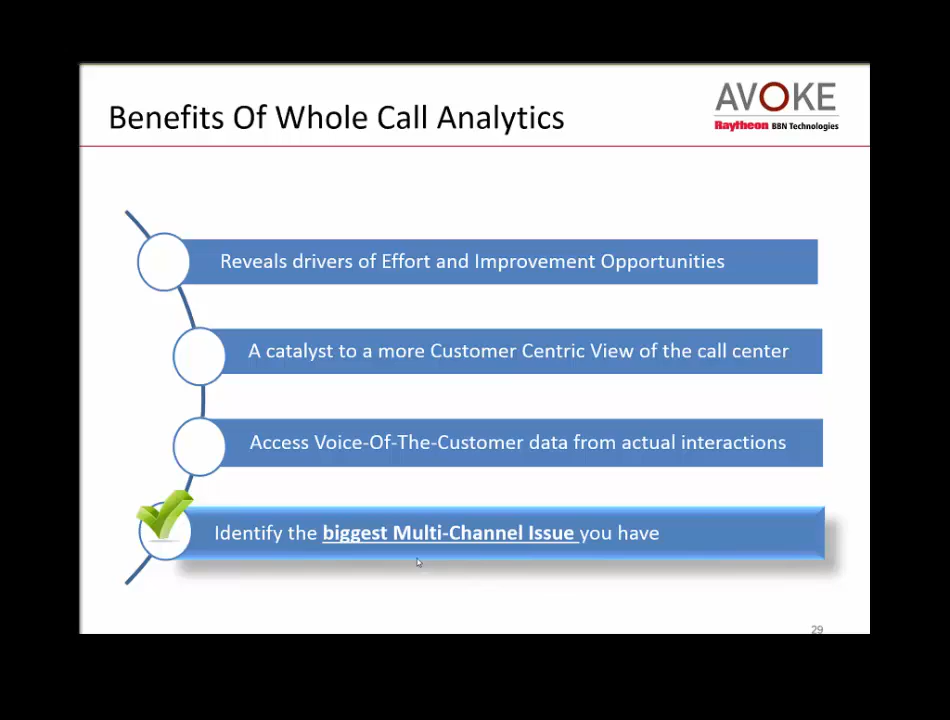 Benefits Of Whole Call Analytics
AVOKE
Raytheon BBN Technologies
Reveals drivers of Effort and Improvement Opportunities
A catalyst to a more Customer Centric View of the call center
Access Voice-Of-The-Customer data from actual interactions
Identify the biggest Multi-Channel Issue you have
29